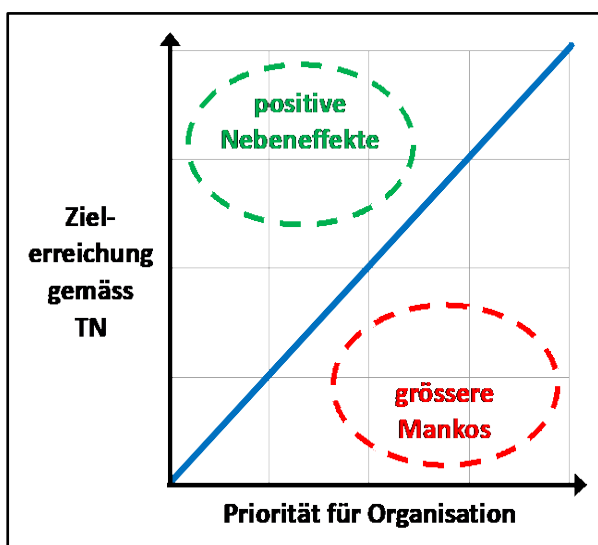 positive
Nebeneffekte
Ziel-
erreichung
gemäss
TN
grössere
Mankos
Priorität für Organisation